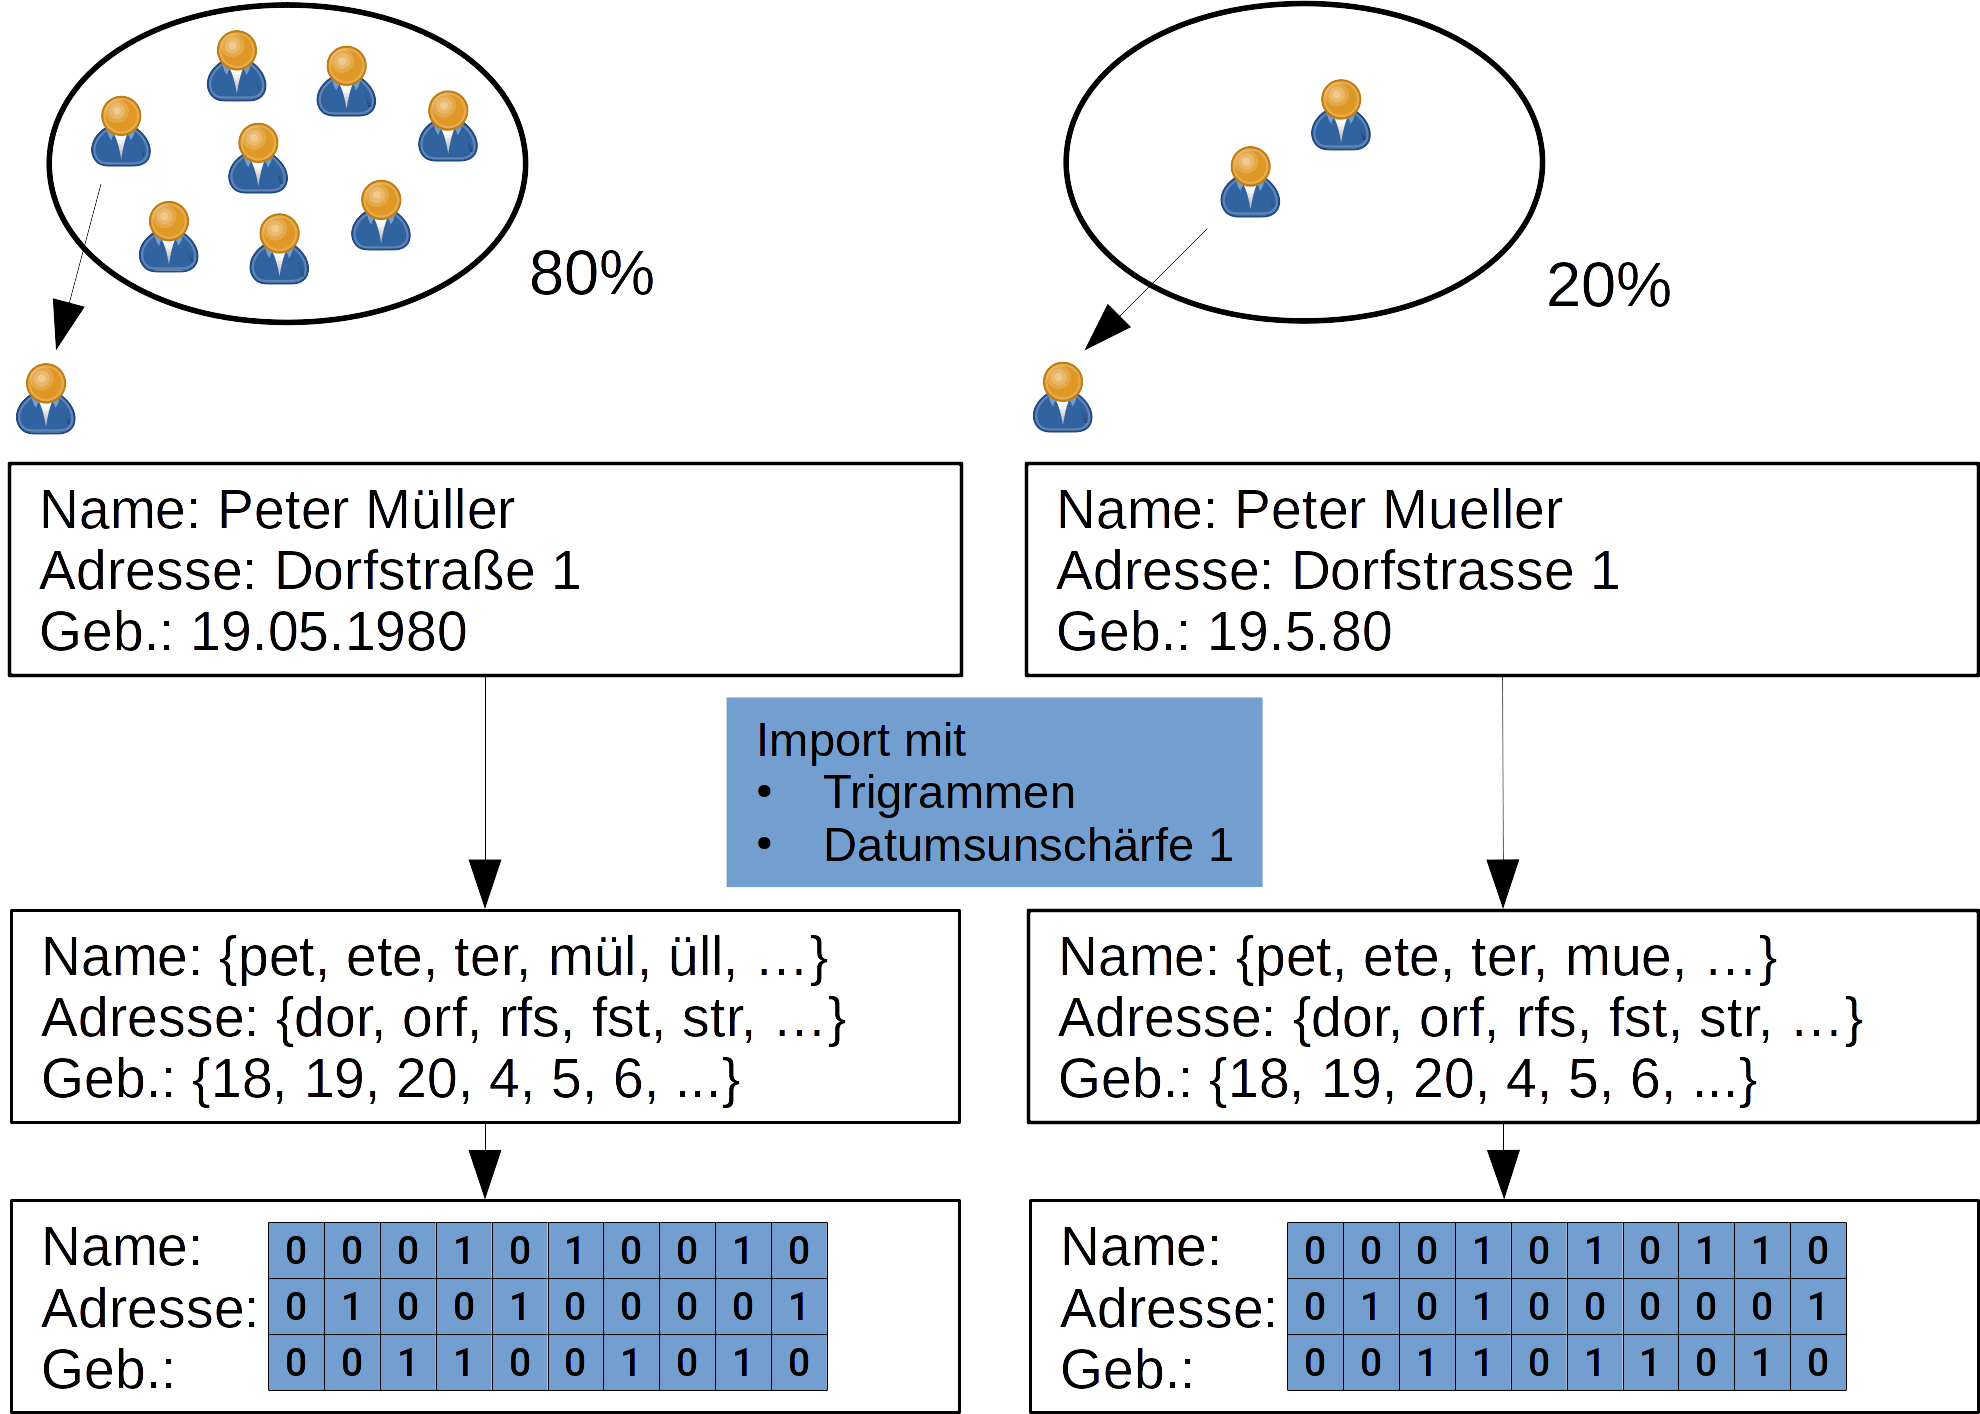 80%
20%
Name: Peter Müller
Adresse: Dorfstraße 1
Geb.: 19.05.1980
Name: Peter Mueller
Adresse: Dorfstrasse 1
Geb.: 19.5.80
Import mit
• Trigrammen
• Datumsunschärfe 1
Name: {pet, ete, ter, mül, üll, …}
Adresse: {dor, orf, rfs, fst, str, …}
Geb.: {18, 19, 20, 4, 5, 6, ...}
Name: {pet, ete, ter, mue, …}
Adresse: {dor, orf, rfs, fst, str, …}
Geb.: {18, 19, 20, 4, 5, 6, ...}
Name: 0 0 0 1 0 1 0 0 1 0
Adresse: 0 1 0 0 1 0 0 0 0 1
Geb.: 0 0 1 1 0 0 1 0 1 0
Name: 0 0 0 1 0 1 0 1 1 0
Adresse: 0 1 0 1 0 0 0 0 0 1
Geb.: 0 0 1 1 0 1 1 0 1 0